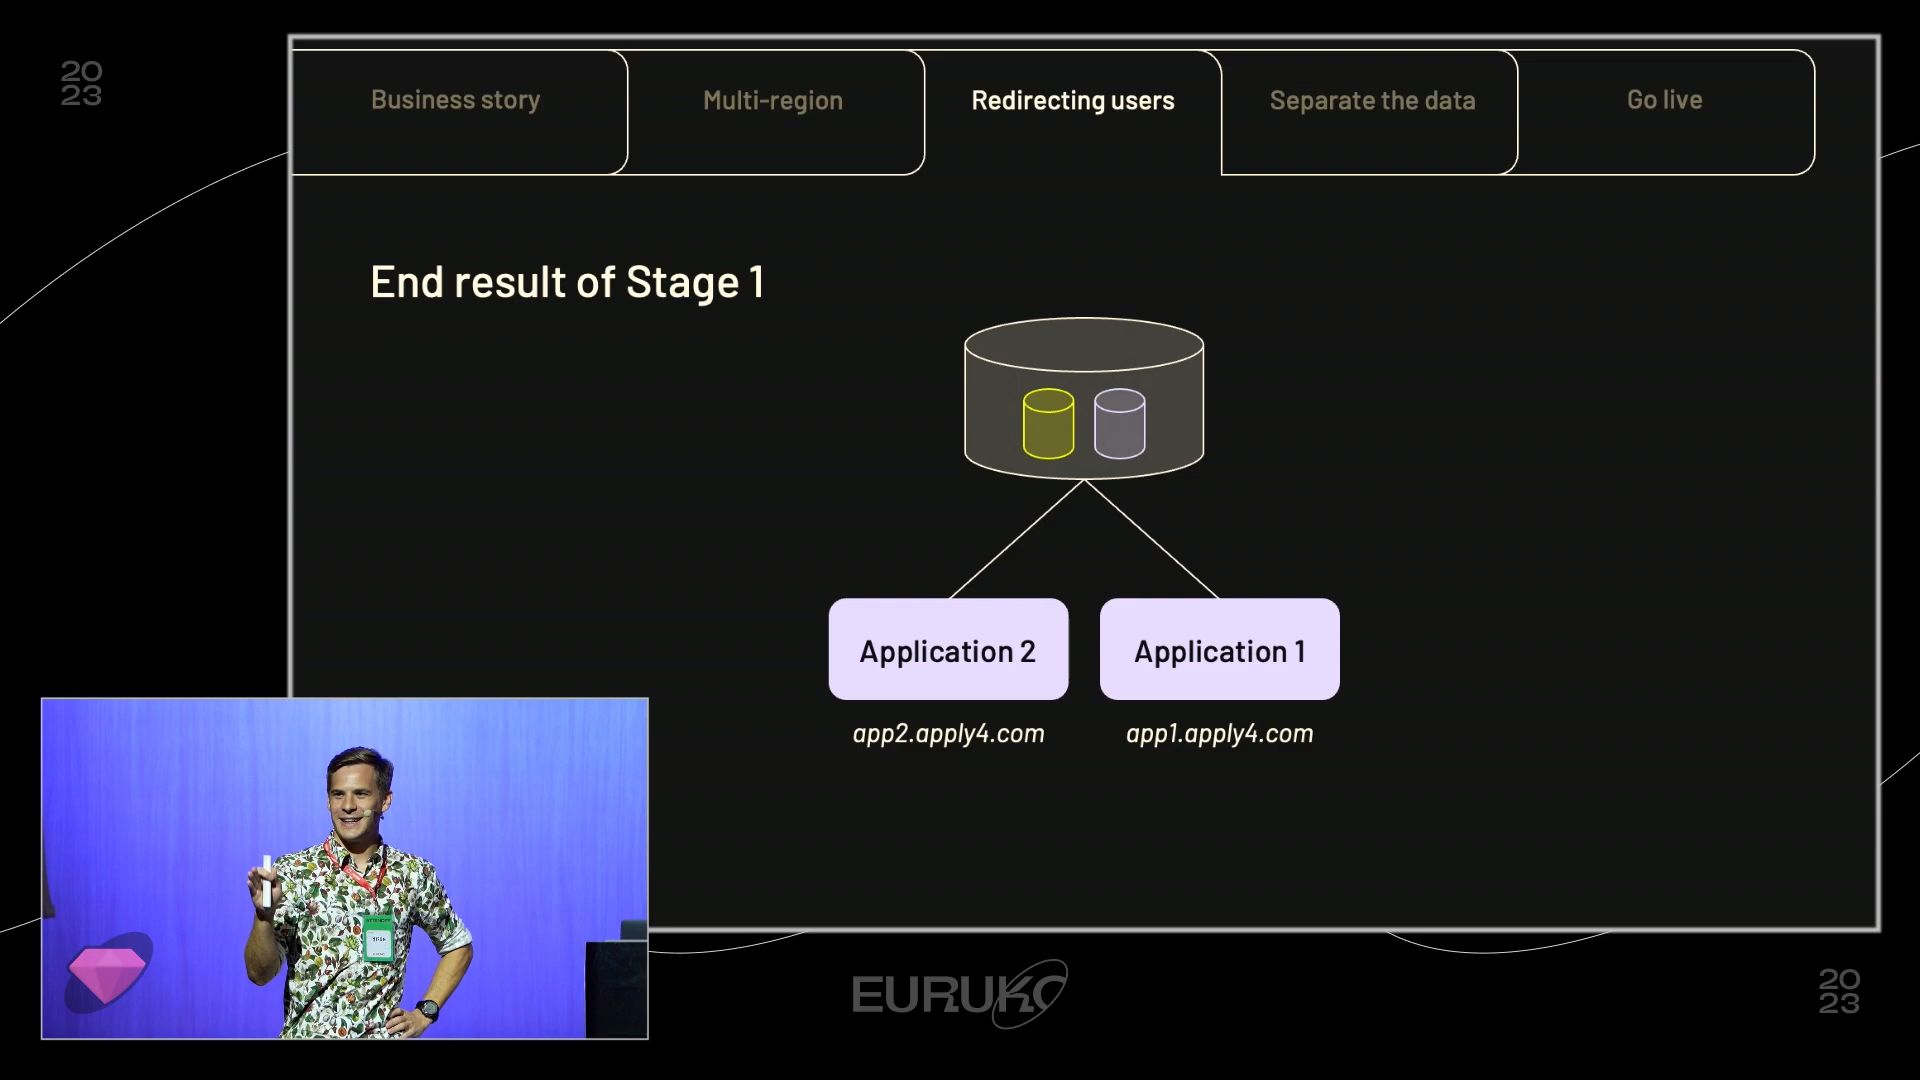 20
23
Business story
Multi-region
Redirecting users
Separate the data
Go live
End result of Stage 1
Application 2
Application 1
app2.apply4.com
app1.apply4.com
ATTENDEE
EURUKO
20
23